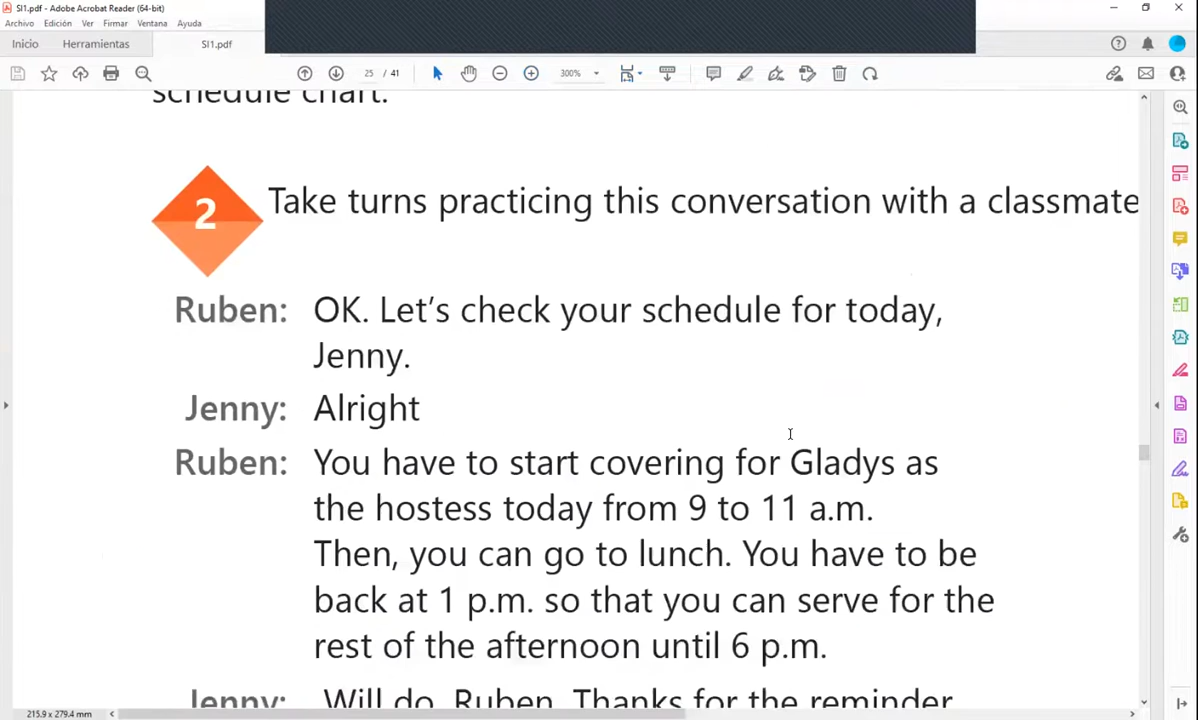 SI1.pdf - Adobe Acrobat Reader (64-bit)
Archivo Edición Ver Firmar Ventana Ayuda
Inicio Herramientas SI1.pdf
25 / 41 300%
schedule chart.
2 Take turns practicing this conversation with a classmate
Ruben: OK. Let's check your schedule for today,
Jenny.
Jenny: Alright
Ruben: You have to start covering for Gladys as
the hostess today from 9 to 11 a.m.
Then, you can go to lunch. You have to be
back at 1 p.m. so that you can serve for the
rest of the afternoon until 6 p.m.
Jenny: Will do, Ruben. Thanks for the reminder
215.9 x 279.4 mm